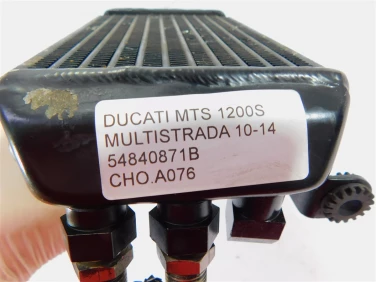 DUCATI MTS 1200S
MULTISTRADA 10-14
54840871B
CHO.A076